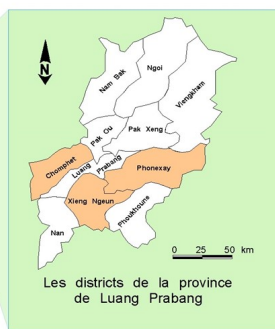 N
Nam Bak
Ngoi
Viengkham
Pak Ou
Pak Xeng
Chomphet
Luang Prabang
Phonexay
Xieng Ngeun
Phoukhoune
Nan
0 25 50 km
Les districts de la province
de Luang Prabang